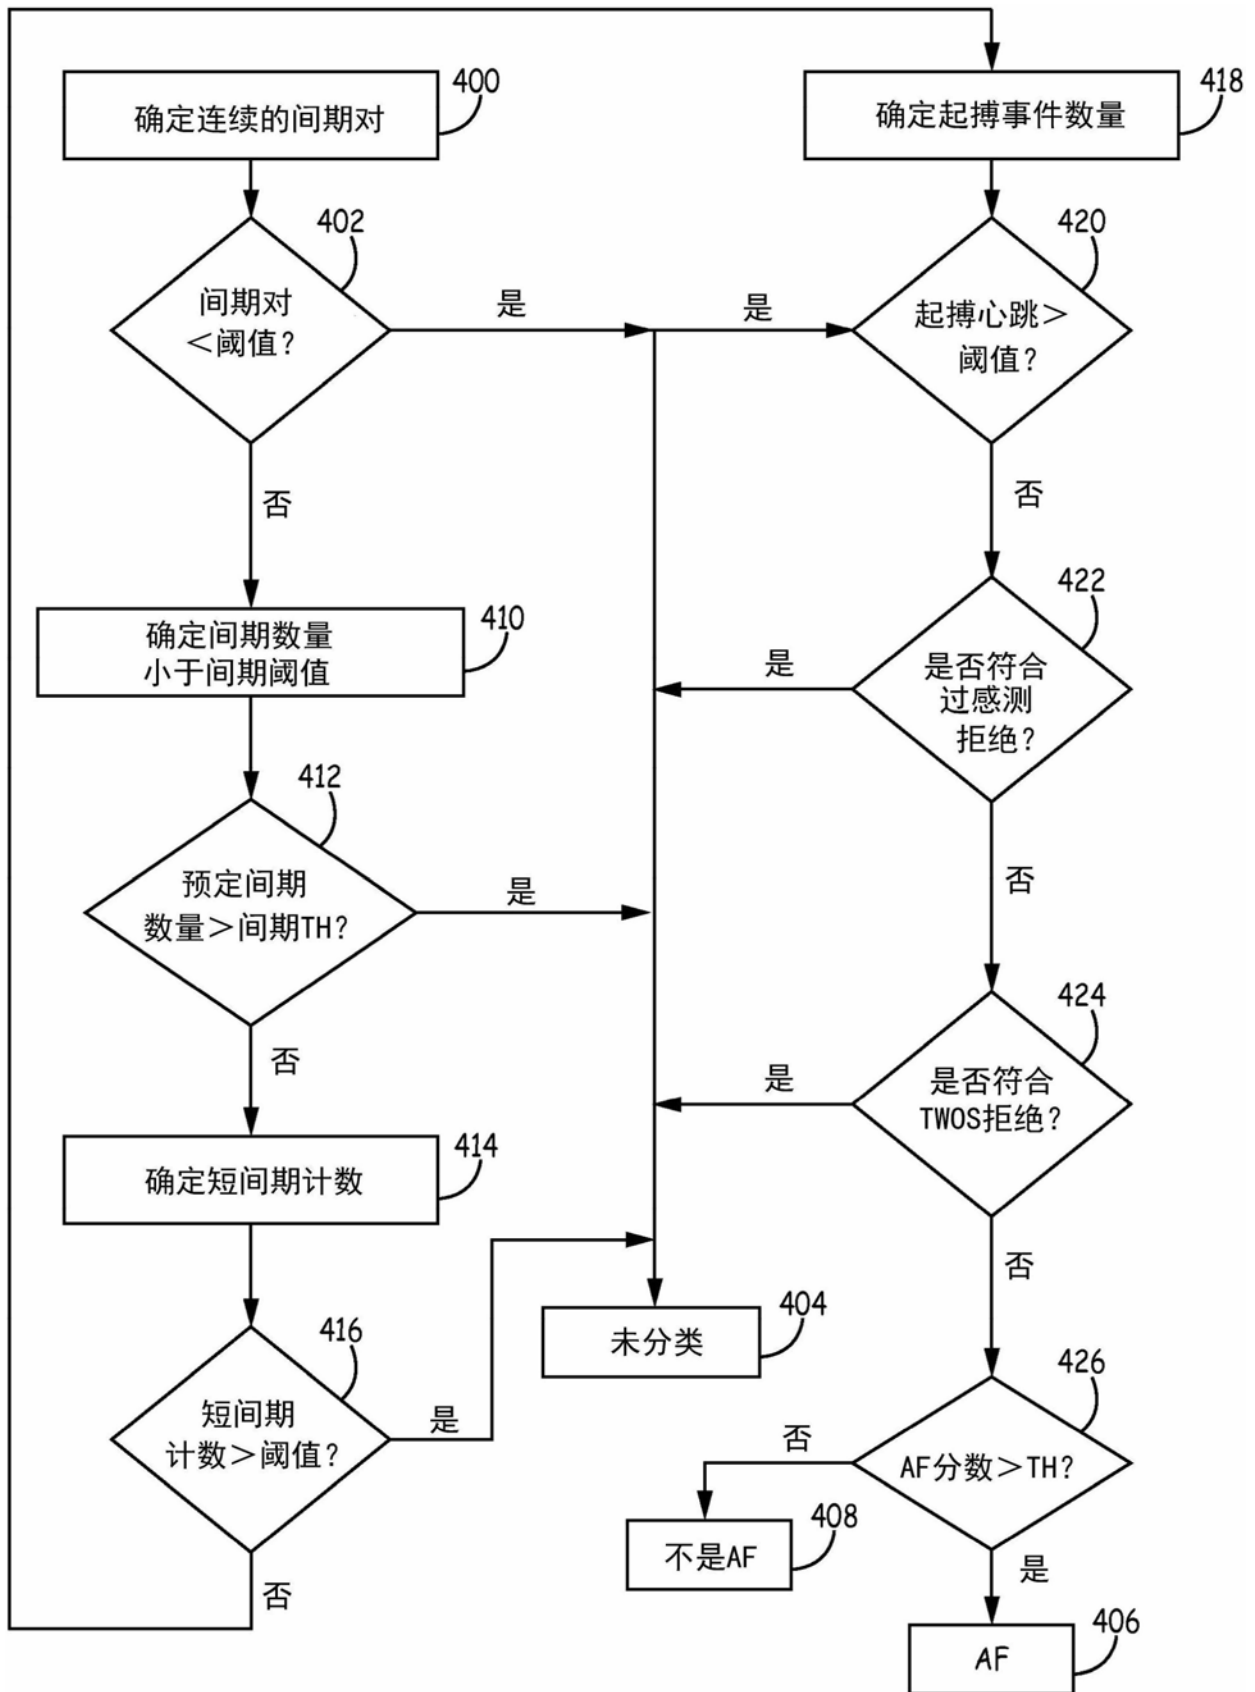 400
确定连续的间期对
402
间期对
<阈值?
是
否
410
确定间期数量
小于间期阈值
412
预定间期
数量>间期TH?
是
否
414
确定短间期计数
416
短间期
计数>阈值?
是
否
418
确定起搏事件数量
420
起搏心跳>
阈值?
是
否
422
是否符合
过感测
拒绝?
是
否
424
是否符合
TWOS拒绝?
是
否
404
未分类
426
AF分数>TH?
否
是
408
不是AF
406
AF